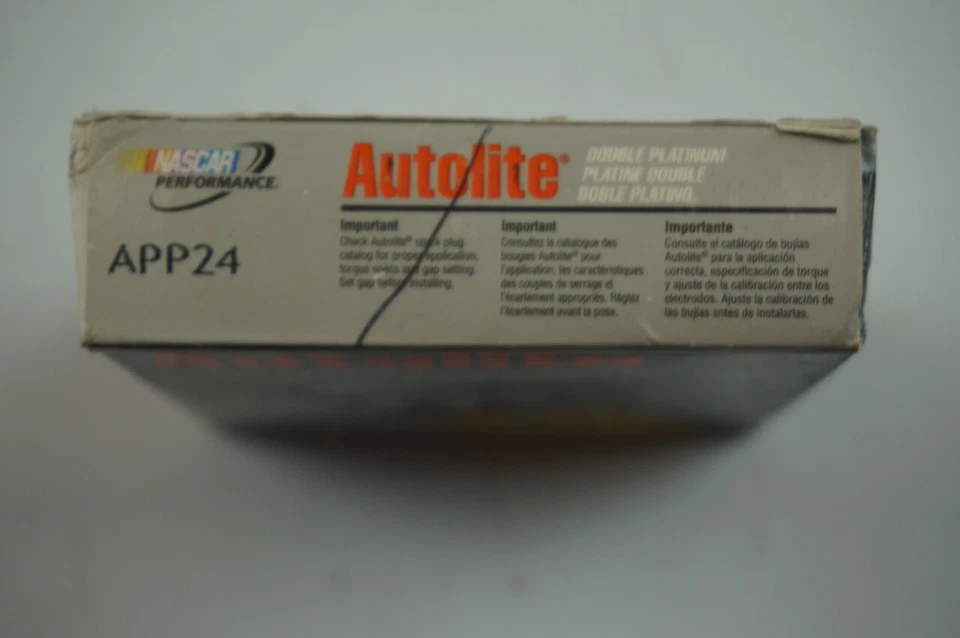 NASCAR
PERFORMANCE.
APP24
Autolite® DOUBLE PLATINUM
PLATINE DOUBLE
DOBLE PLATINO
Important
Check Autolite® spark plug
catalog for proper application,
torque specs and gap setting.
Set gap before installing.
Important
Consultez le catalogue des
bougies Autolite® pour
l'application, les caractéristiques
des couples de serrage et
l'écartement appropriés. Réglez
l'écartement avant la pose.
Importante
Consulte el catálogo de bujías
Autolite® para la aplicación
correcta, especificación de torque
y ajuste de la calibración entre los
electrodos. Ajuste la calibración de
las bujías antes de instalarlas.